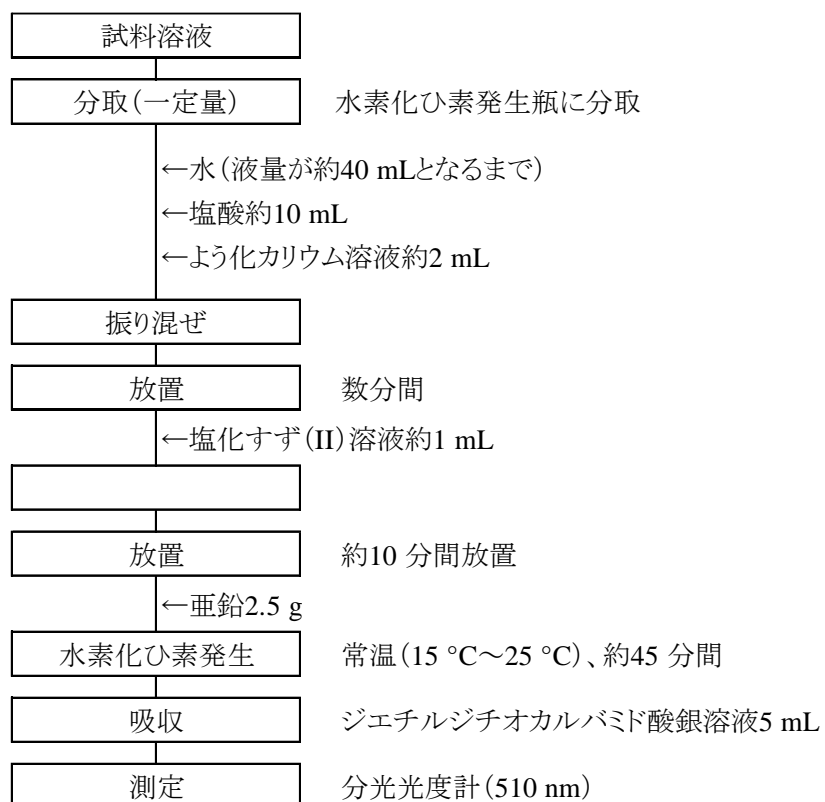 試料溶液
分取（一定量） 水素化ひ素発生瓶に分取
←水（液量が約40 mLとなるまで）
←塩酸約10 mL
←よう化カリウム溶液約2 mL
振り混ぜ
放置 数分間
←塩化すず（II）溶液約1 mL
放置 約10 分間放置
←亜鉛2.5 g
水素化ひ素発生 常温（15 °C～25 °C）、約45 分間
吸収 ジエチルジチオカルバミド酸銀溶液5 mL
測定 分光光度計（510 nm）